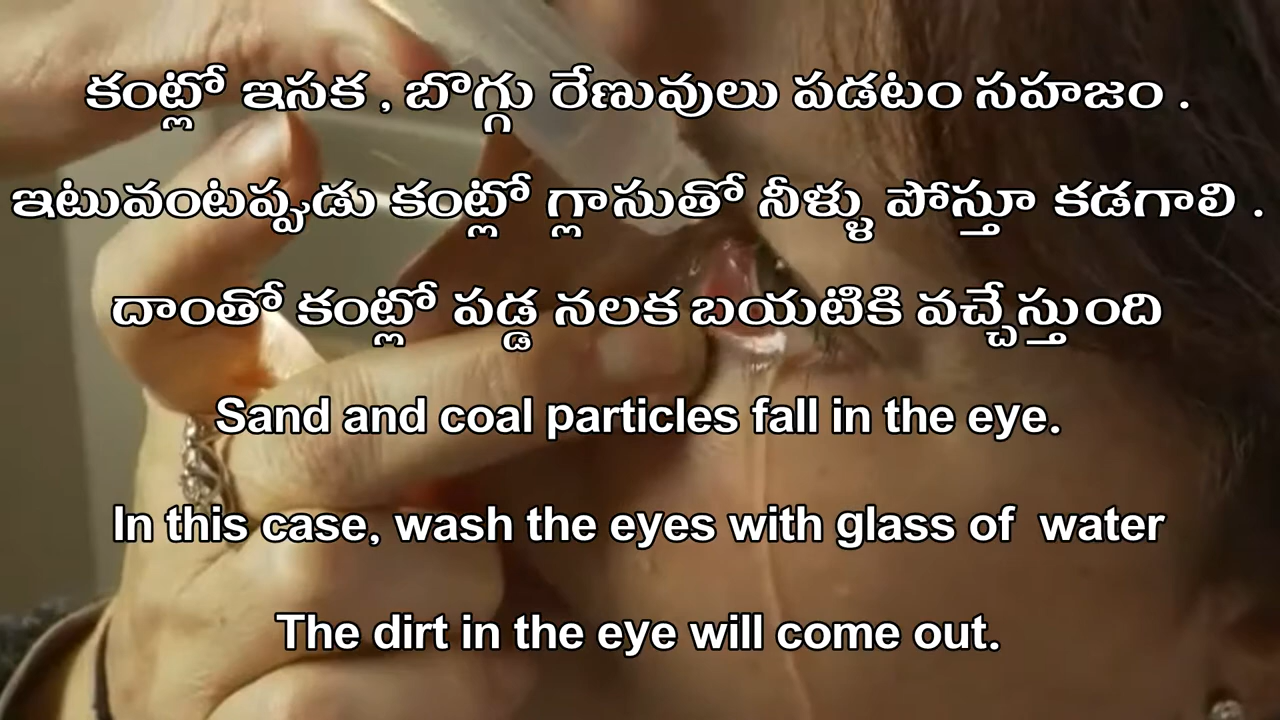 కంట్లో ఇసక , బొగ్గు రేణువులు పడటం సహజం .
ఇటువంటప్పుడు కంట్లో గ్లాసుతో నీళ్ళు పోస్తూ కడగాలి .
దాంతో కంట్లో పడ్డ నలక బయటికి వచ్చేస్తుంది
Sand and coal particles fall in the eye.
In this case, wash the eyes with glass of  water
The dirt in the eye will come out.